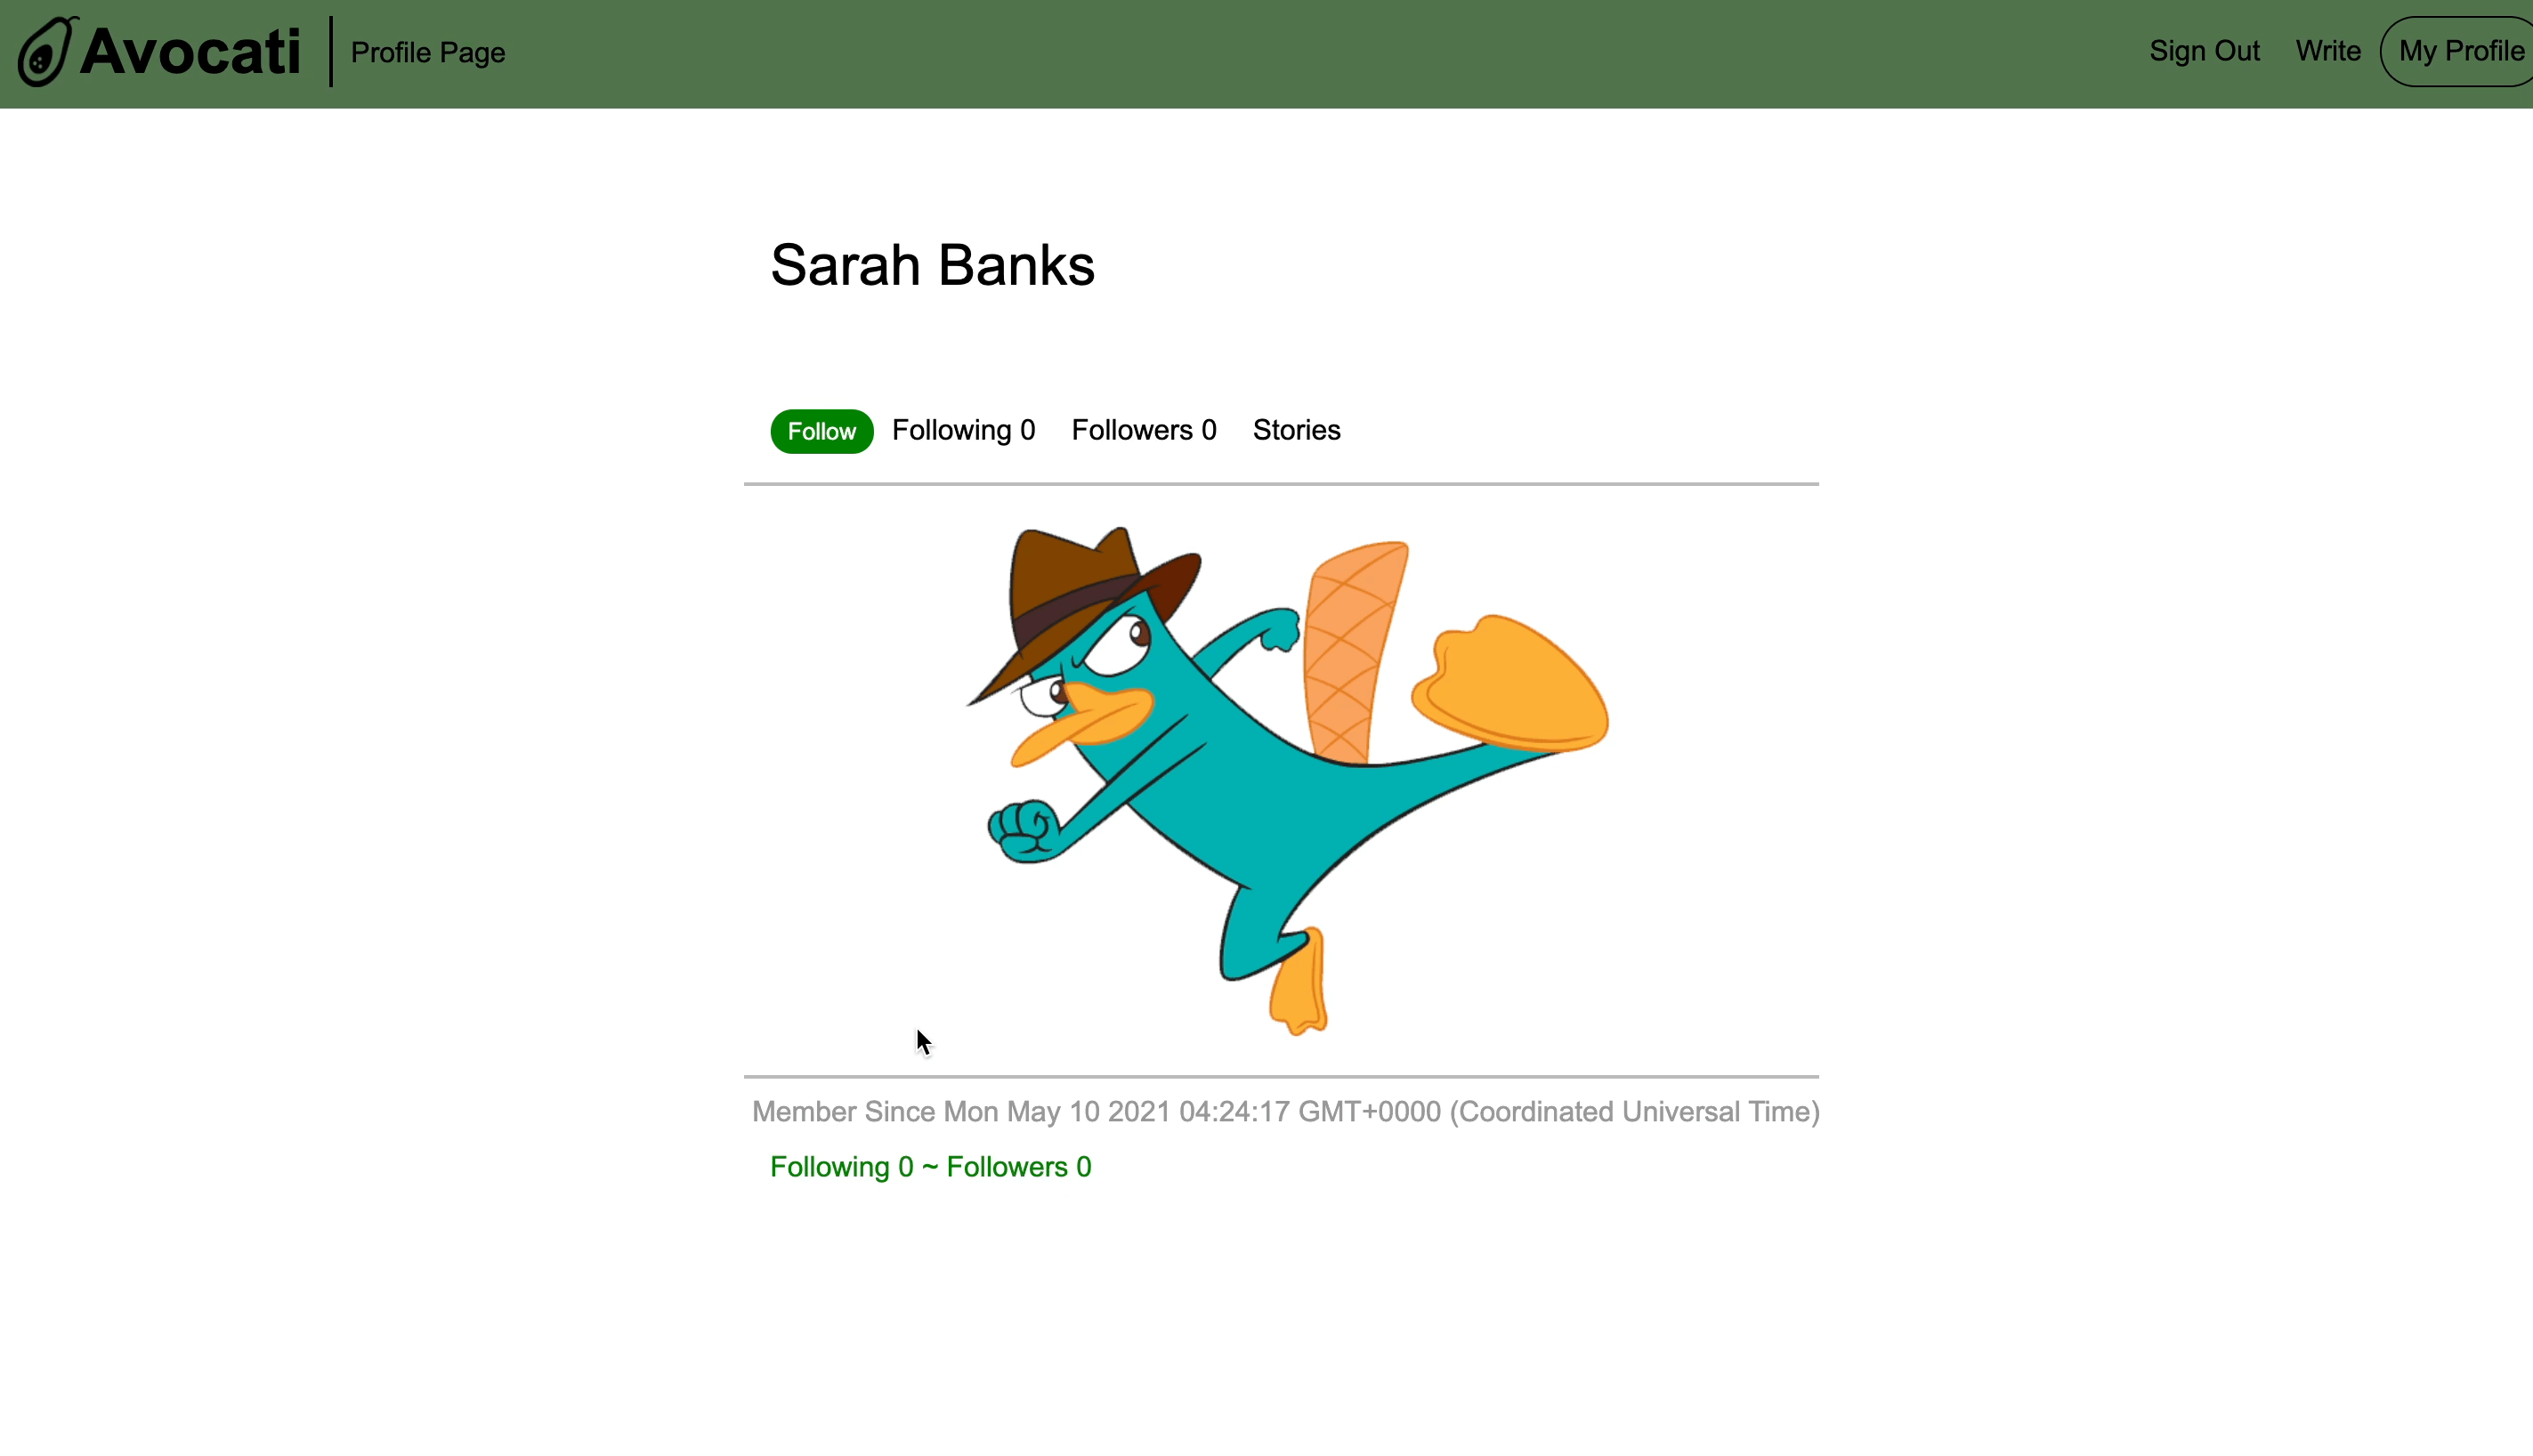 Avocati Profile Page Sign Out Write My Profile
Sarah Banks
Follow Following 0 Followers 0 Stories
Member Since Mon May 10 2021 04:24:17 GMT+0000 (Coordinated Universal Time)
Following 0 ~ Followers 0